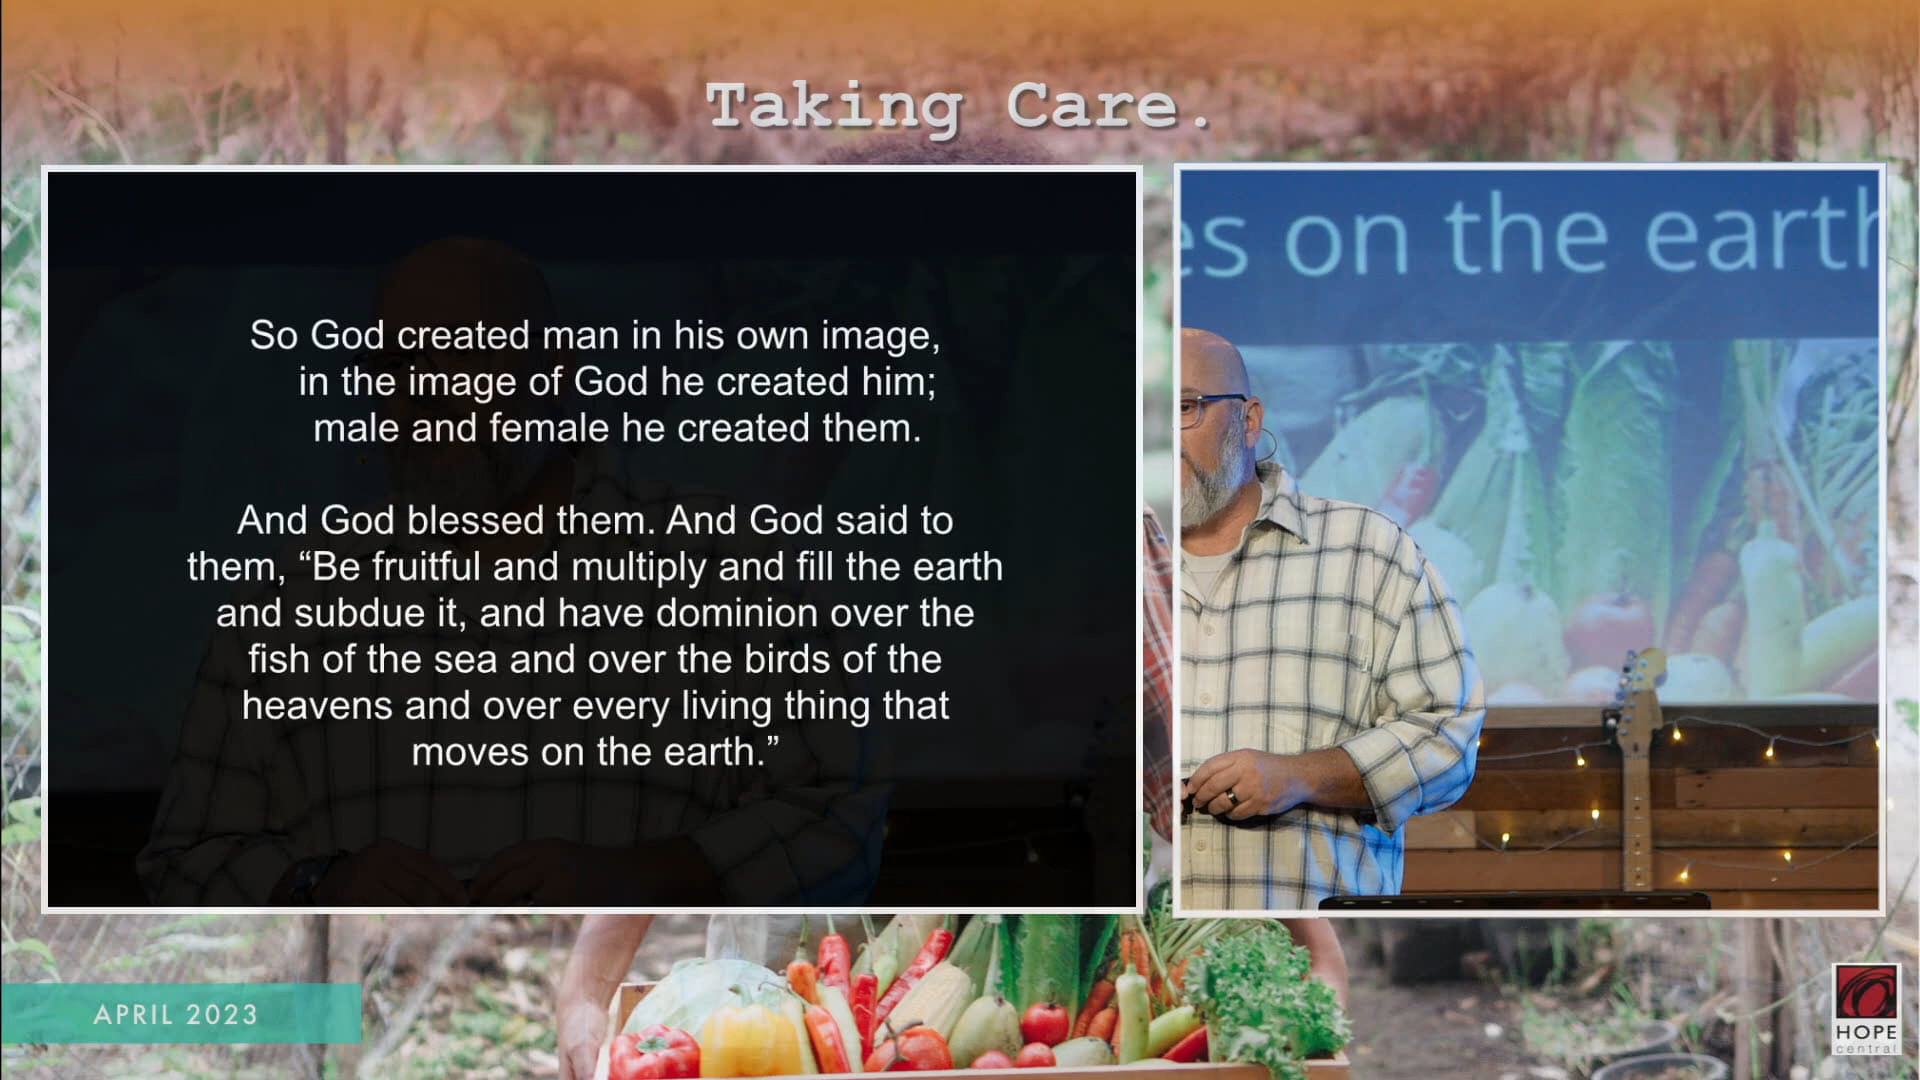 Taking Care.
So God created man in his own image,
in the image of God he created him;
male and female he created them.
And God blessed them. And God said to
them, “Be fruitful and multiply and fill the earth
and subdue it, and have dominion over the
fish of the sea and over the birds of the
heavens and over every living thing that
moves on the earth.”
es on the earth
APRIL 2023
HOPE
central